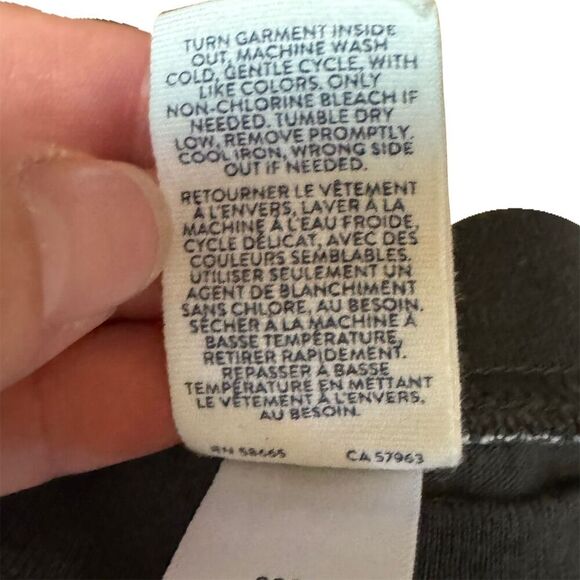 TURN GARMENT INSIDE
OUT, MACHINE WASH
COLD, GENTLE CYCLE, WITH
LIKE COLORS. ONLY
NON-CHLORINE BLEACH IF
NEEDED. TUMBLE DRY
LOW, REMOVE PROMPTLY.
COOL IRON, WRONG SIDE
OUT IF NEEDED.
RETOURNER LE VÊTEMENT
À L'ENVERS, LAVER À LA
MACHINE À L'EAU FROIDE,
CYCLE DÉLICAT, AVEC DES
COULEURS SEMBLABLES.
UTILISER SEULEMENT UN
AGENT DE BLANCHIMENT
SANS CHLORE, AU BESOIN.
SÉCHER À LA MACHINE À
BASSE TEMPÉRATURE,
RETIRER RAPIDEMENT.
REPASSER À BASSE
TEMPÉRATURE EN METTANT
LE VÊTEMENT À L'ENVERS,
AU BESOIN.
RN 58665 CA 57963